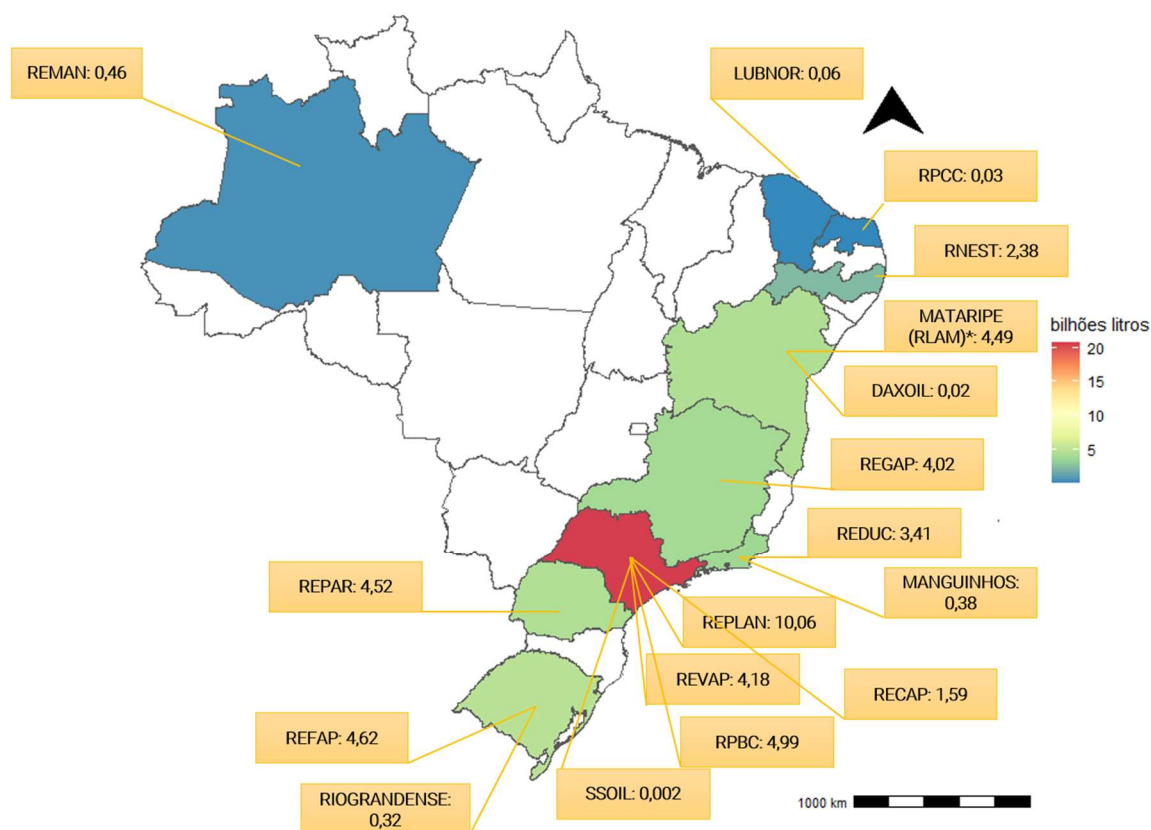 REMAN: 0,46
LUBNOR: 0,06
RPCC: 0,03
RNEST: 2,38
MATARIPE
(RLAM)*: 4,49
bilhões litros
20
15
10
5
DAXOIL: 0,02
REGAP: 4,02
REDUC: 3,41
MANGUINHOS:
0,38
REPAR: 4,52
REPLAN: 10,06
REVAP: 4,18
RECAP: 1,59
REFAP: 4,62
RPBC: 4,99
SSOIL: 0,002
RIOGRANDENSE:
0,32
1000 km